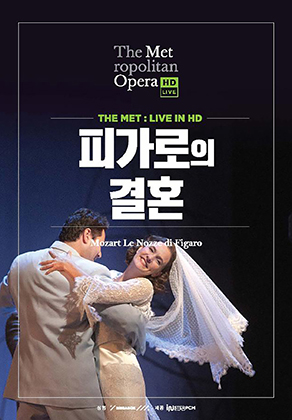 The Met
ropolitan
Opera HD
LIVE
THE MET : LIVE IN HD
피가로의
결혼
Mozart Le Nozze di Figaro